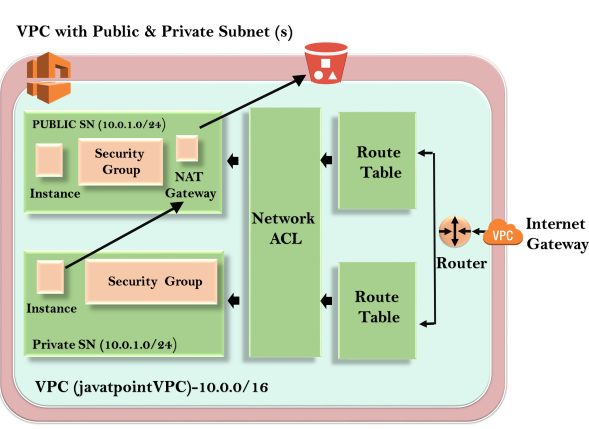 VPC with Public & Private Subnet (s)
PUBLIC SN (10.0.1.0/24)
Security
Group
Instance
NAT
Gateway
Network
ACL
Route
Table
VPC
Internet
Gateway
Router
Security Group
Instance
Private SN (10.0.1.0/24)
Route
Table
VPC (javatpointVPC)-10.0.0/16